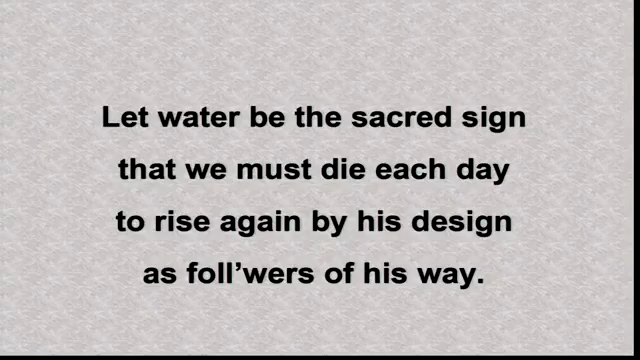 Let water be the sacred sign
that we must die each day
to rise again by his design
as foll’wers of his way.